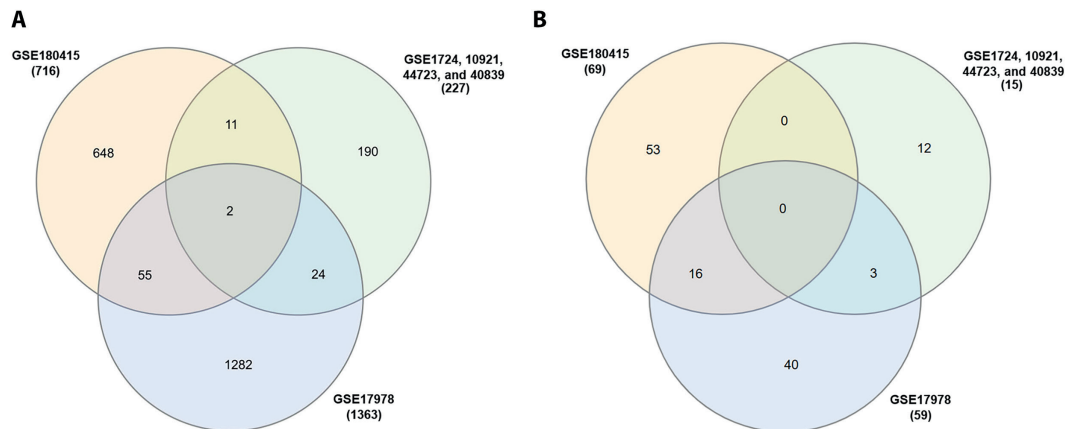 A
GSE180415
(716)
GSE1724, 10921,
44723, and 40839
(227)
11
648
190
2
55
24
1282
GSE17978
(1363)
B
GSE180415
(69)
GSE1724, 10921,
44723, and 40839
(15)
0
53
12
0
16
3
40
GSE17978
(59)